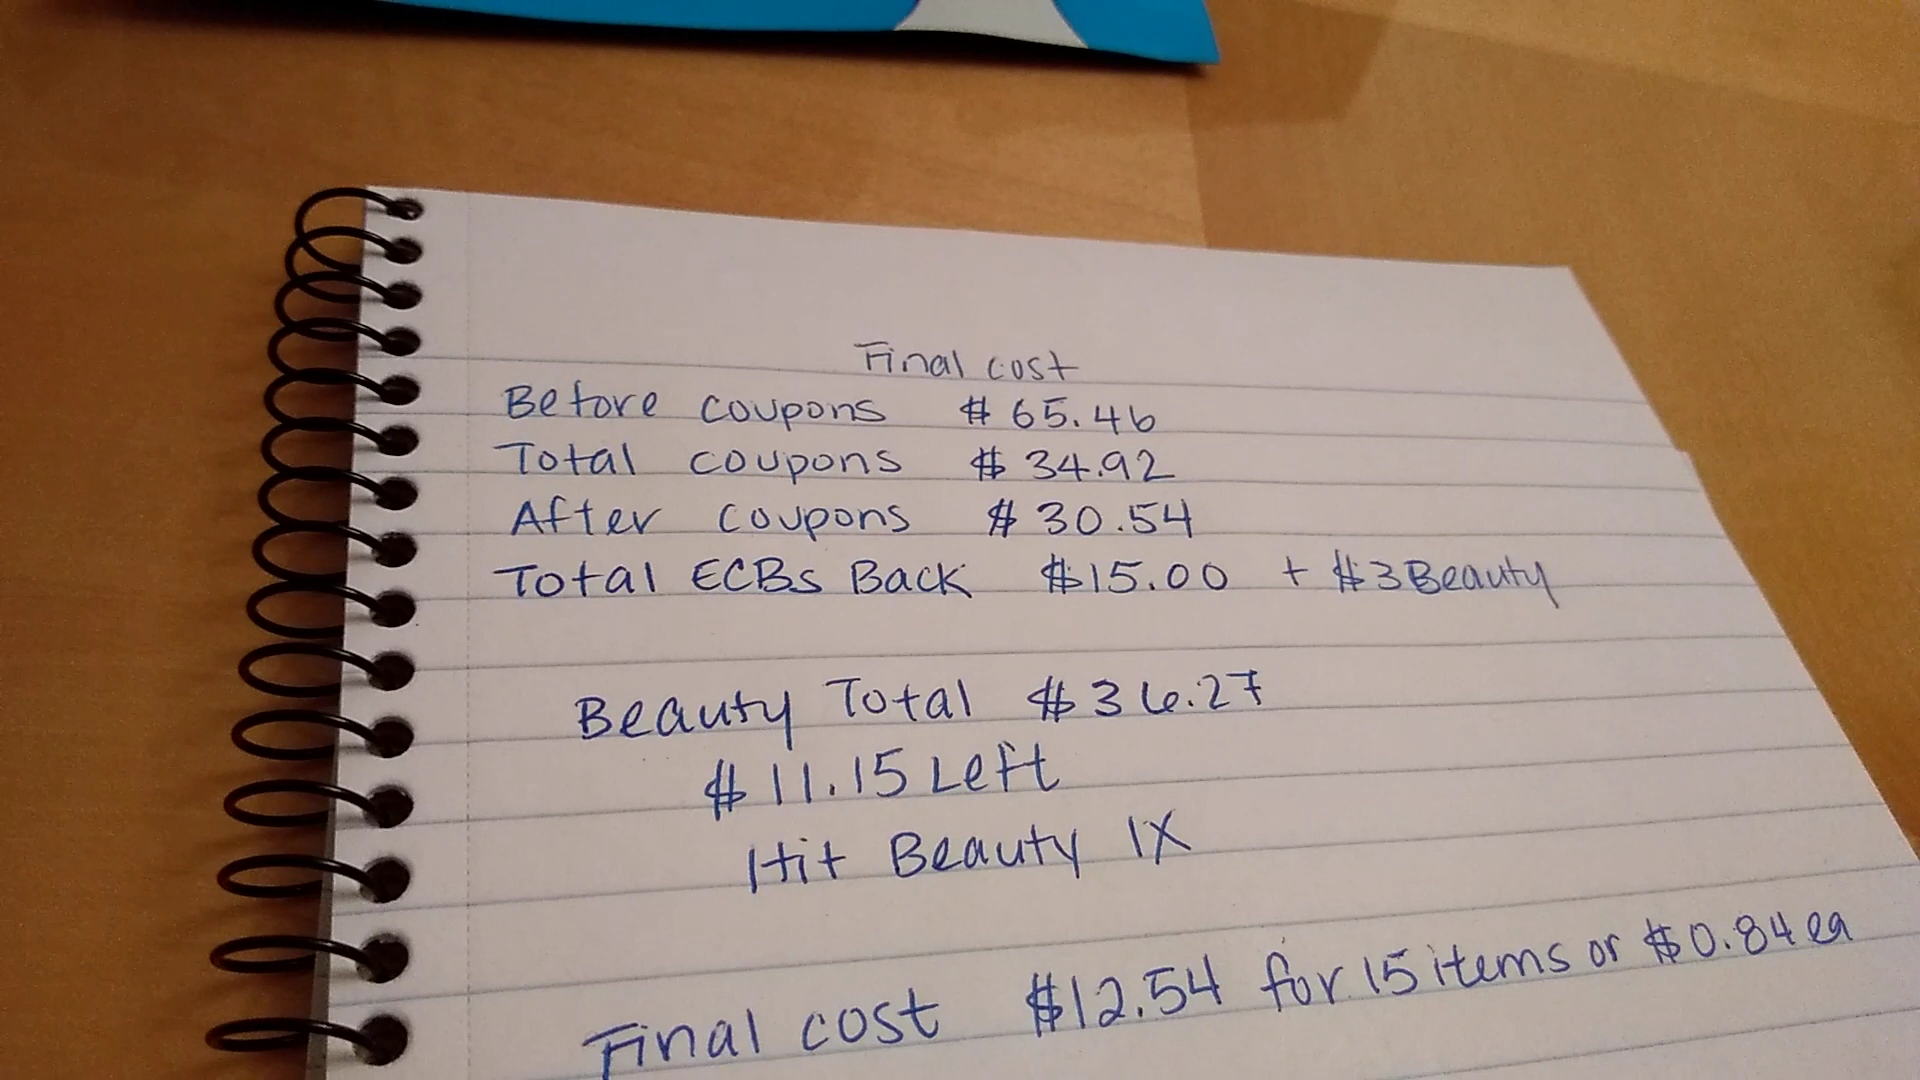 Final cost
Before coupons $65.46
Total coupons $34.92
After coupons $30.54
Total ECBs Back $15.00 + $3 Beauty
Beauty Total $36.27
$11.15 Left
Hit Beauty 1X
Final cost $12.54 for 15 items or $0.84 ea